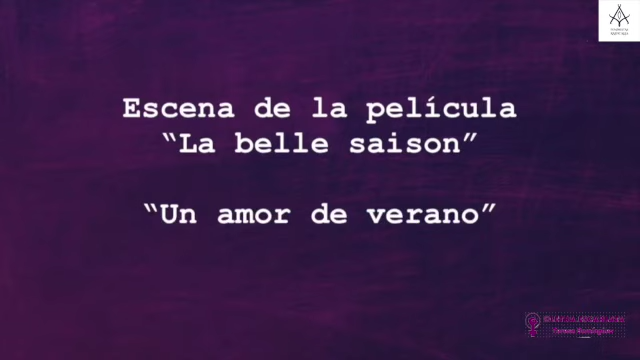 Escena de la película
“La belle saison”
“Un amor de verano”